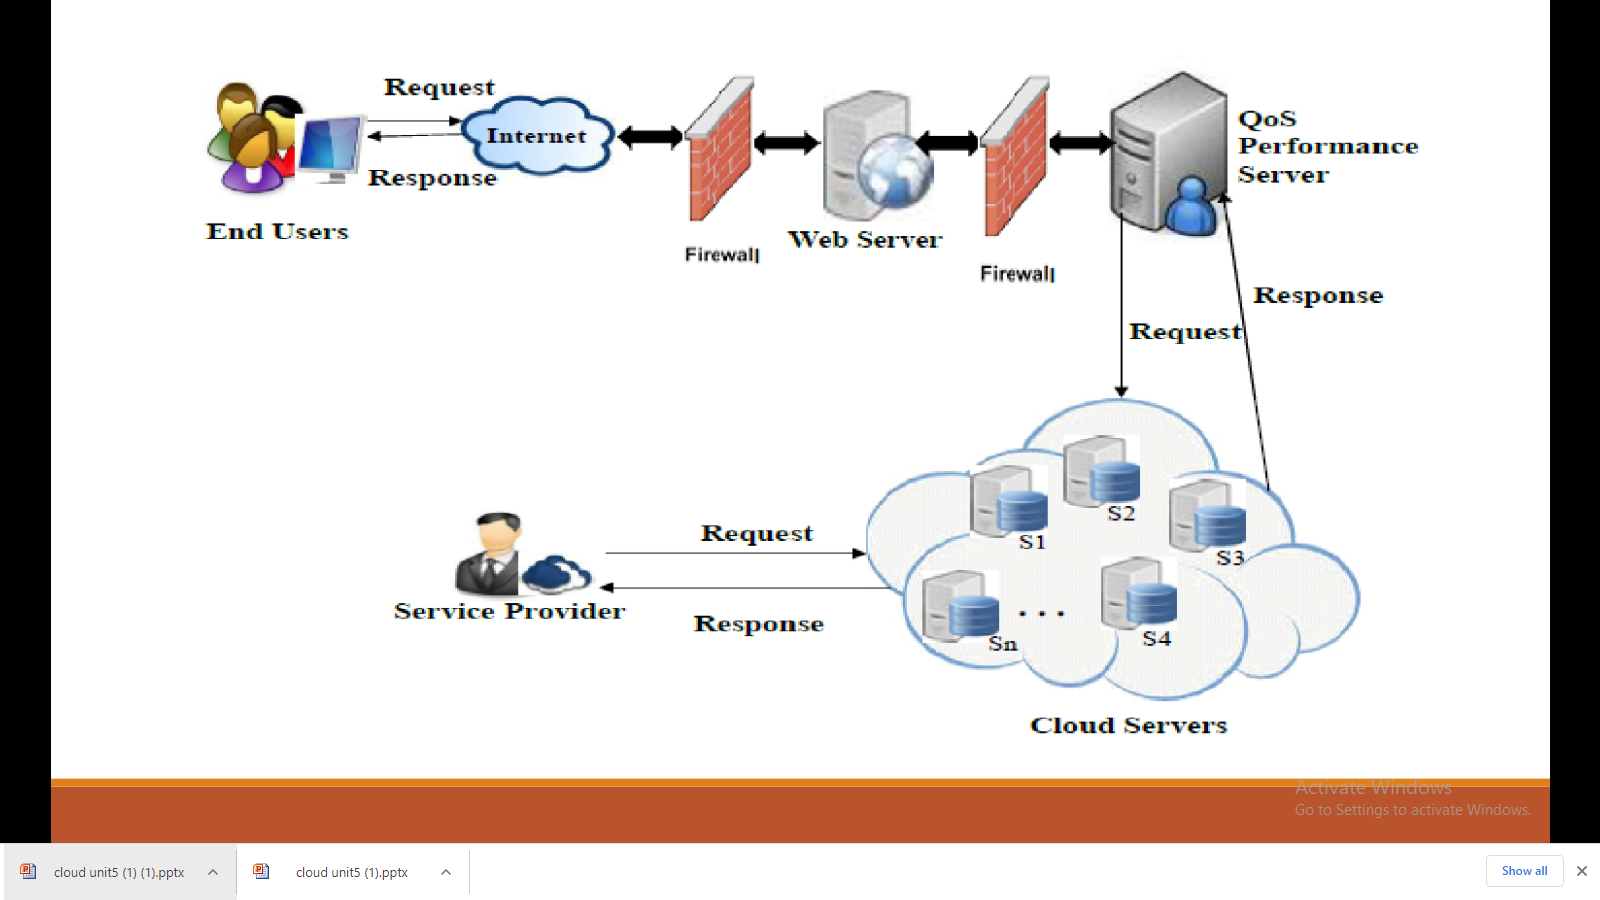 Request
Internet
Response
End Users
Firewall
Web Server
Firewall
QoS
Performance
Server
Response
Request
S1
S2
S3
S4
Sn
. . .
Cloud Servers
Request
Response
Service Provider
Activate Windows
Go to Settings to activate Windows.
cloud unit5 (1) (1).pptx
cloud unit5 (1).pptx
Show all